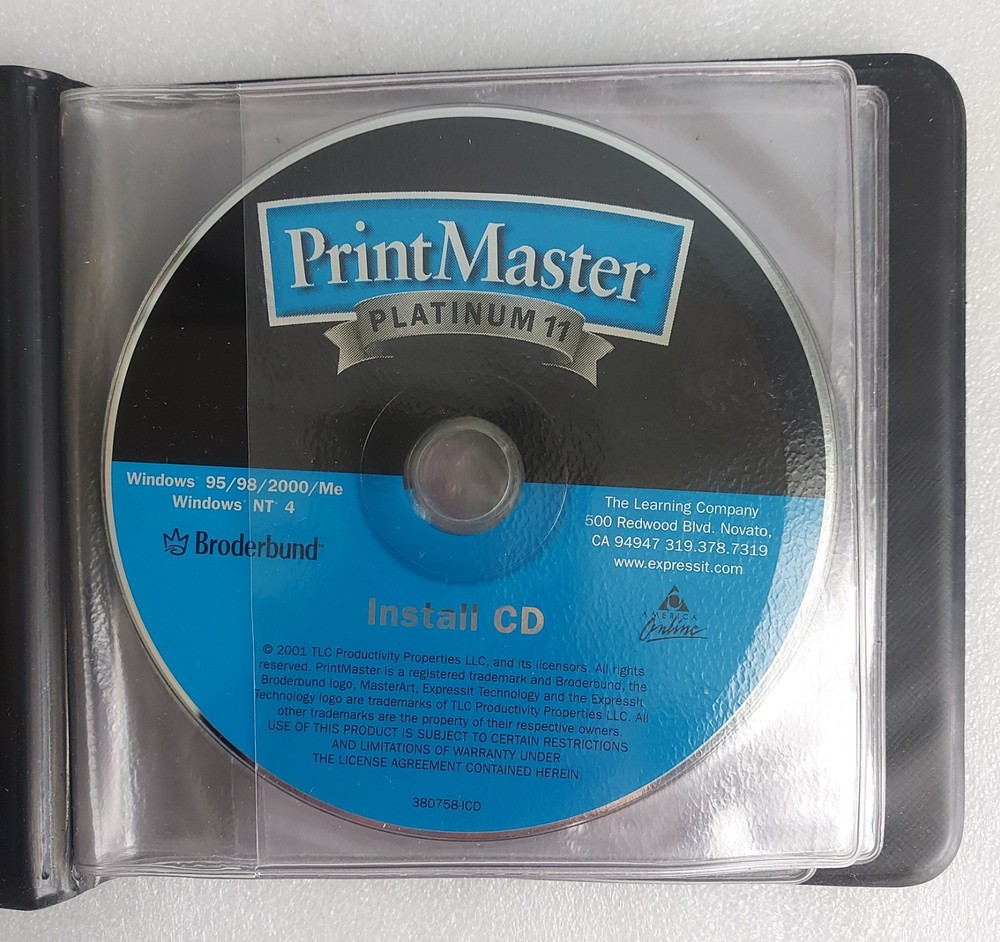 PrintMaster
PLATINUM 11
Windows 95/98/2000/Me
Windows NT 4
Broderbund™
The Learning Company
500 Redwood Blvd. Novato,
CA 94947 319.378.7319
www.expressit.com
AMERICA
Online
Install CD
© 2001 TLC Productivity Properties LLC, and its licensors. All rights
reserved. PrintMaster is a registered trademark and Broderbund, the
Broderbund logo, MasterArt, ExpressIt Technology and the ExpressIt
Technology logo are trademarks of TLC Productivity Properties LLC. All
other trademarks are the property of their respective owners.
USE OF THIS PRODUCT IS SUBJECT TO CERTAIN RESTRICTIONS
AND LIMITATIONS OF WARRANTY UNDER
THE LICENSE AGREEMENT CONTAINED HEREIN.
380758-ICD